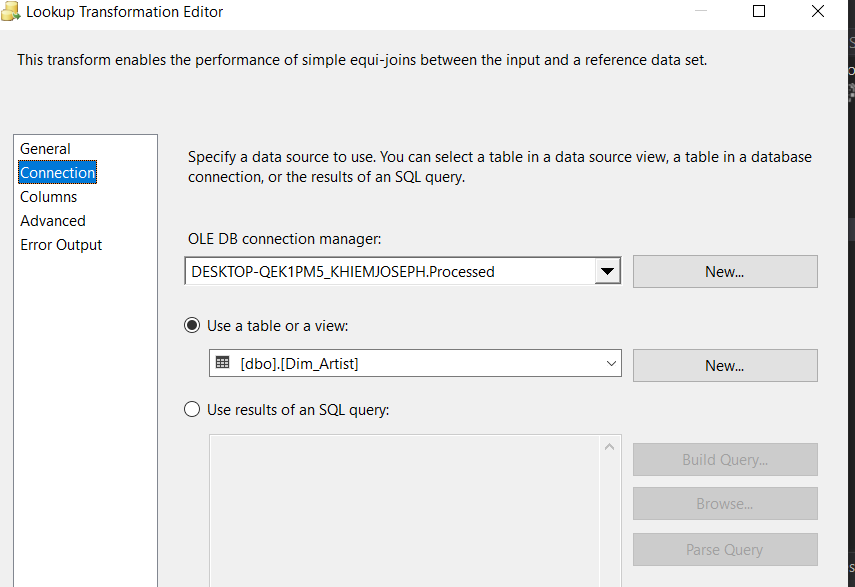 Lookup Transformation Editor
This transform enables the performance of simple equi-joins between the input and a reference data set.
General
Connection
Columns
Advanced
Error Output
Specify a data source to use. You can select a table in a data source view, a table in a database
connection, or the results of an SQL query.
OLE DB connection manager:
DESKTOP-QEK1PM5_KHIEMJOSEPH.Processed
New...
Use a table or a view:
[dbo].[Dim_Artist]
New...
Use results of an SQL query:
Build Query...
Browse...
Parse Query